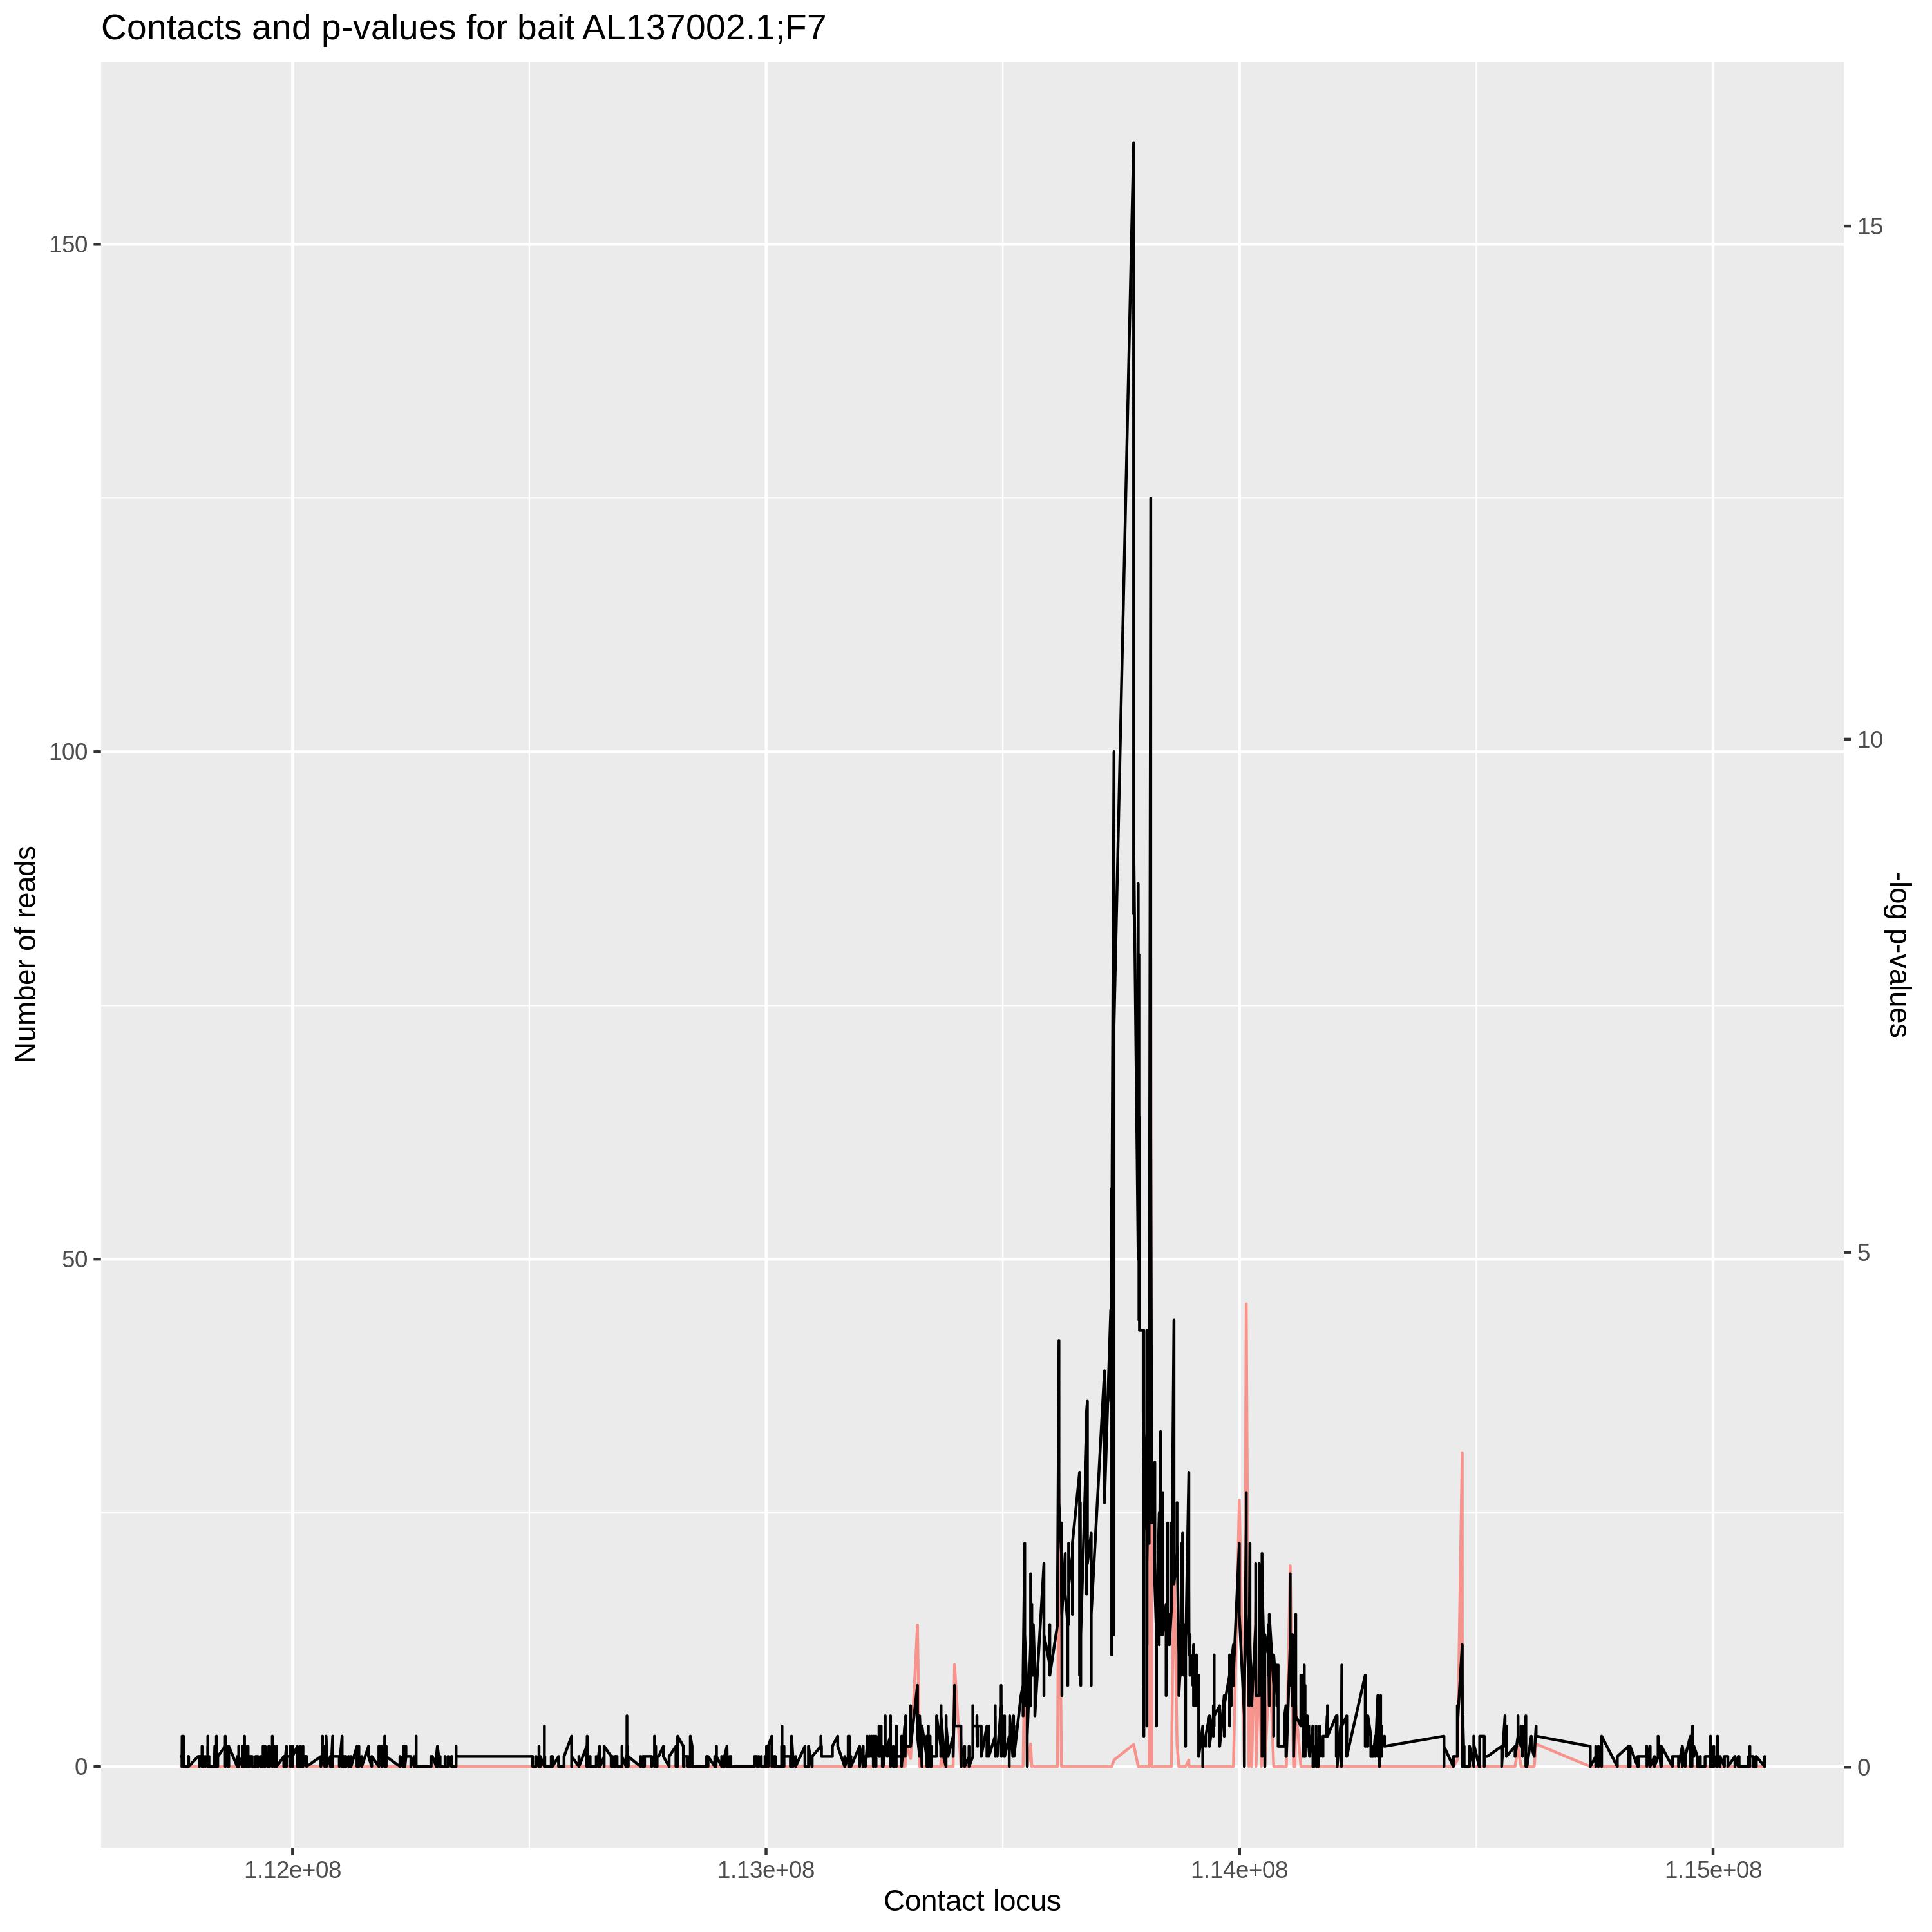 Contacts and p-values for bait AL137002.1;F7
150
100
50
0
15
10
5
0
Number of reads
-log p-values
1.12e+08
1.13e+08
1.14e+08
1.15e+08
Contact locus